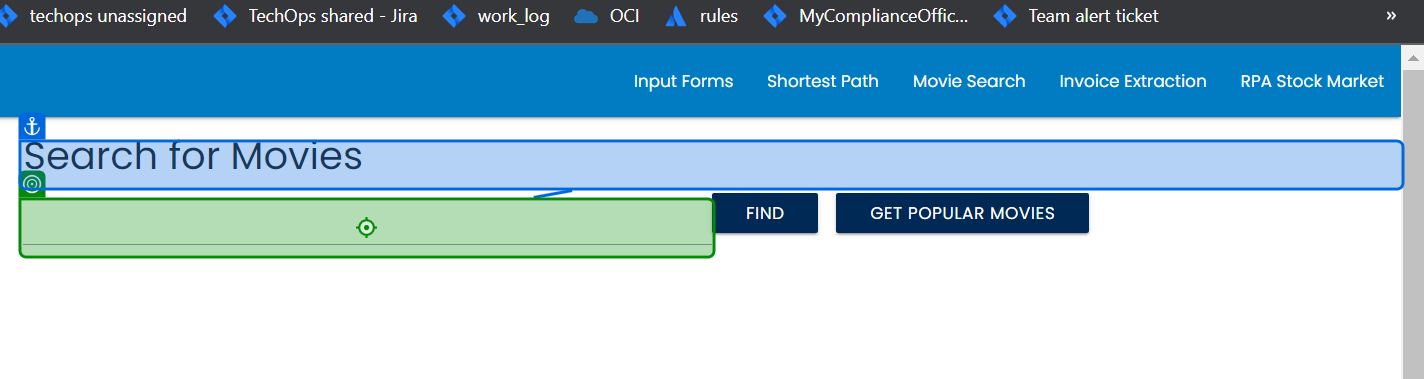 techops unassigned TechOps shared - Jira work_log OCI rules MyComplianceOffic... Team alert ticket »
Input Forms Shortest Path Movie Search Invoice Extraction RPA Stock Market
Search for Movies
FIND GET POPULAR MOVIES